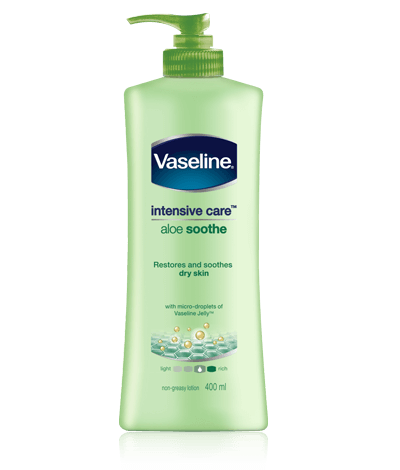 Vaseline.
intensive care™
aloe soothe
Restores and soothes
dry skin
with micro-droplets of
Vaseline Jelly™
light rich
non-greasy lotion 400 ml